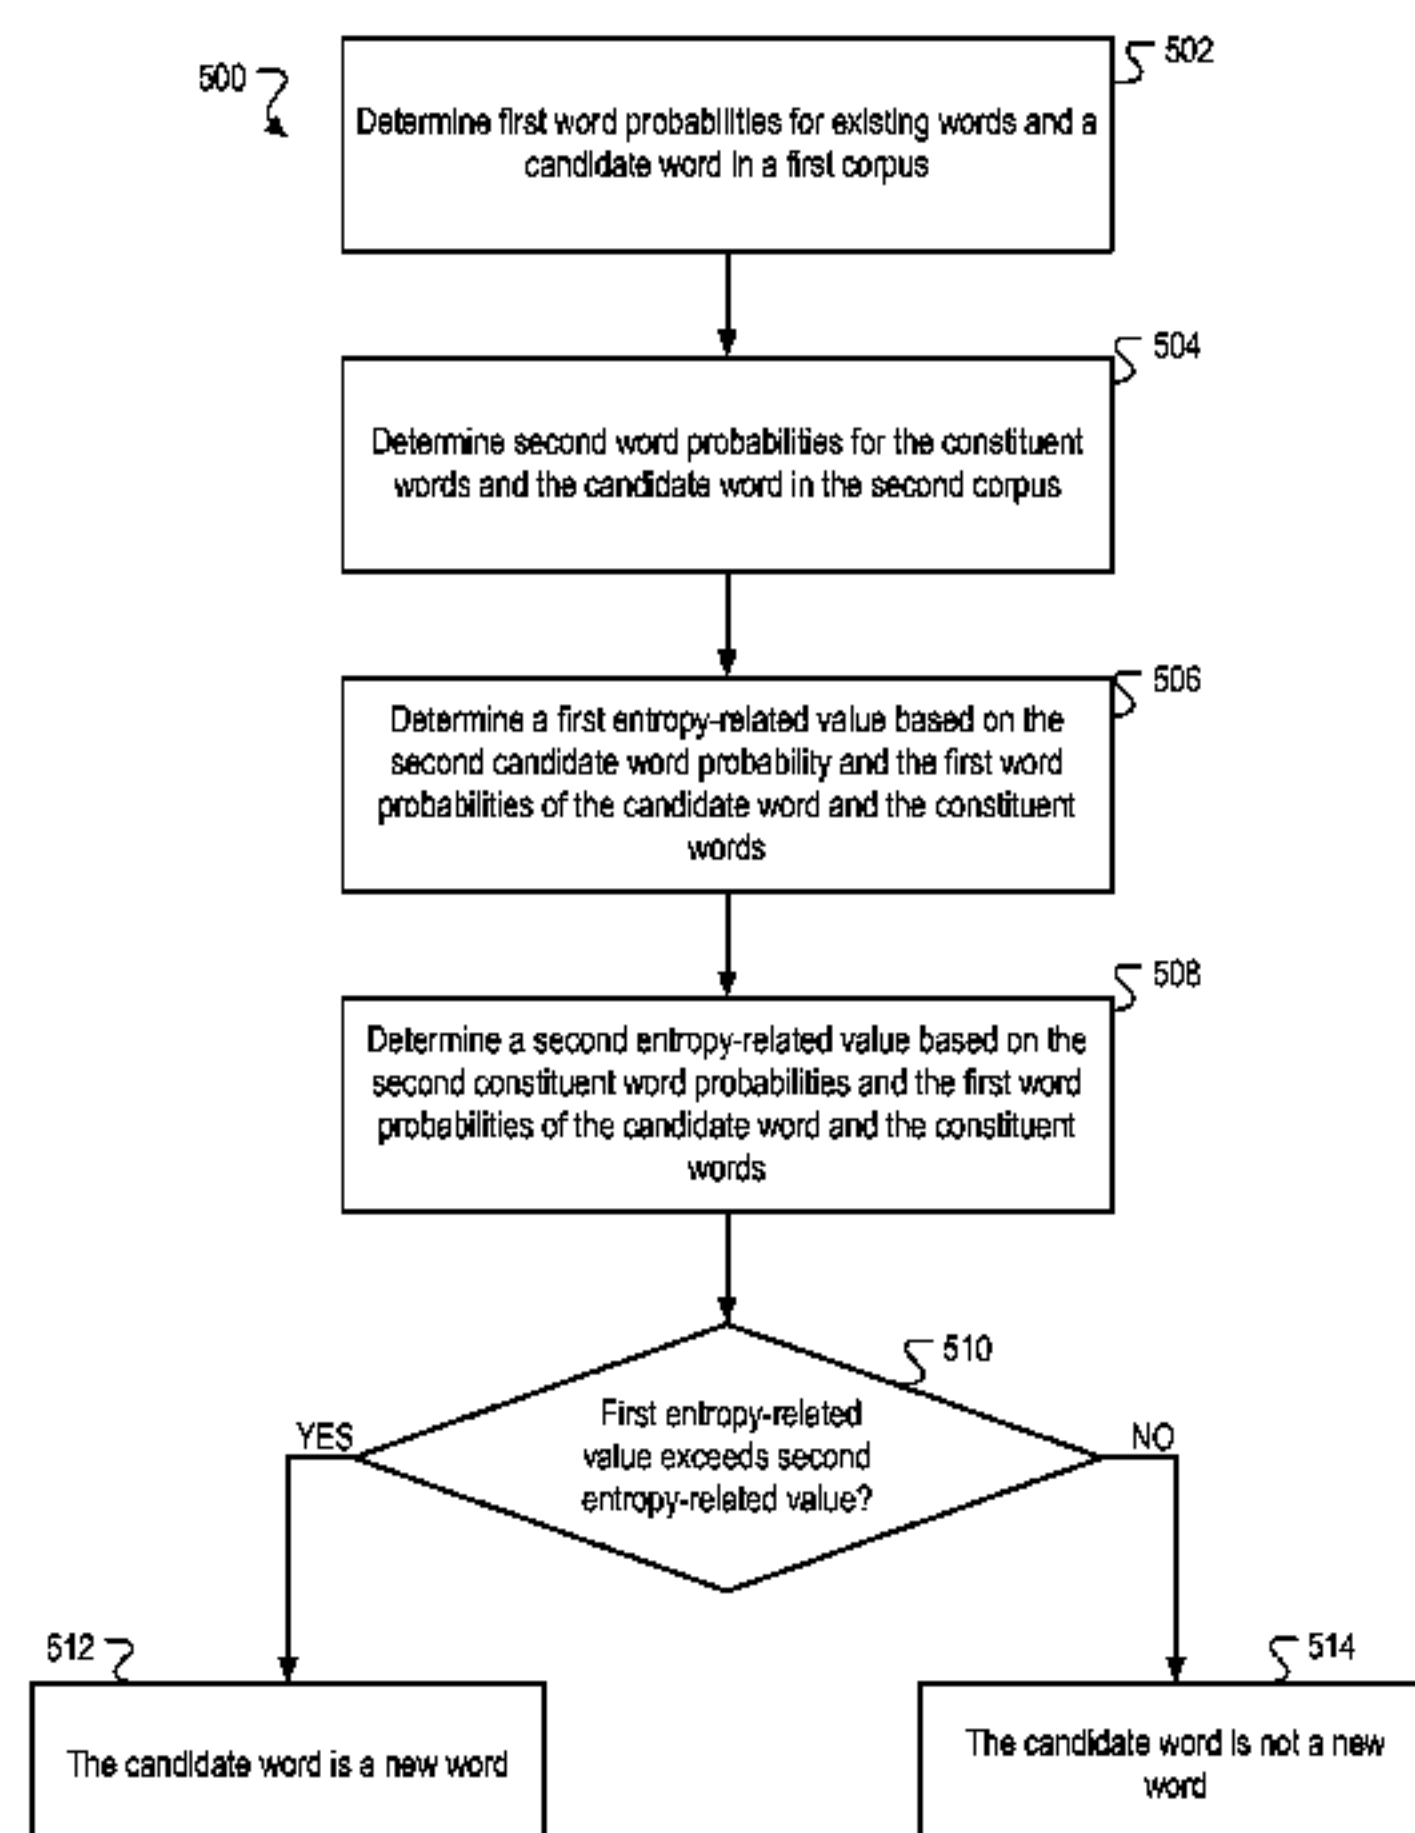 500
502
Determine first word probabilities for existing words and a
candidate word in a first corpus
504
Determine second word probabilities for the constituent
words and the candidate word in the second corpus
506
Determine a first entropy-related value based on the
second candidate word probability and the first word
probabilities of the candidate word and the constituent
words
508
Determine a second entropy-related value based on the
second constituent word probabilities and the first word
probabilities of the candidate word and the constituent
words
510
First entropy-related
value exceeds second
entropy-related value?
YES
NO
512
The candidate word is a new word
514
The candidate word is not a new
word